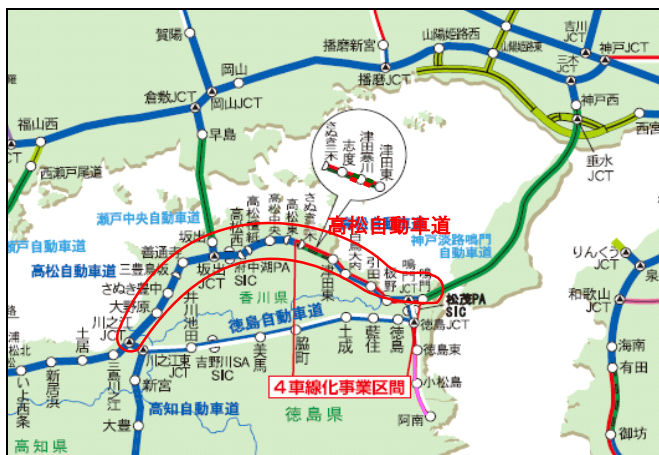 賀陽
播磨新宮
山陽姫路西
山陽姫路東
吉川
JCT
神戸JCT
三木
JCT
岡山
播磨JCT
倉敷JCT
岡山JCT
神戸西
福山西
早島
西宮
西瀬戸尾道
垂水
JCT
さぬき三木
志度
津田寒川
津田東
瀬戸中央自動車道
高松西
高松檀紙
高松中央
高松東
さぬき三木
高松自動車道
神戸淡路鳴門
自動車道
坂出
坂出
JCT
善通寺
府中湖PA
SIC
津田東
引田
板野
鳴門
JCT
鳴門
りんくう
JCT
泉
瀬戸自動車道
高松自動車道
三豊鳥坂
さぬき豊中
大野原
川之江
JCT
香川県
松茂PA
SIC
和歌山
JCT
井川池田
徳島自動車道
徳島JCT
土居
川之江東JCT
吉野川SA
SIC
美馬
脇町
土成
藍住
徳島
徳島東
海南
有田
いよ西条
新居浜
三島川之江
新宮
4車線化事業区間
小松島
高知自動車道
徳島県
阿南
大豊
高知県
御坊